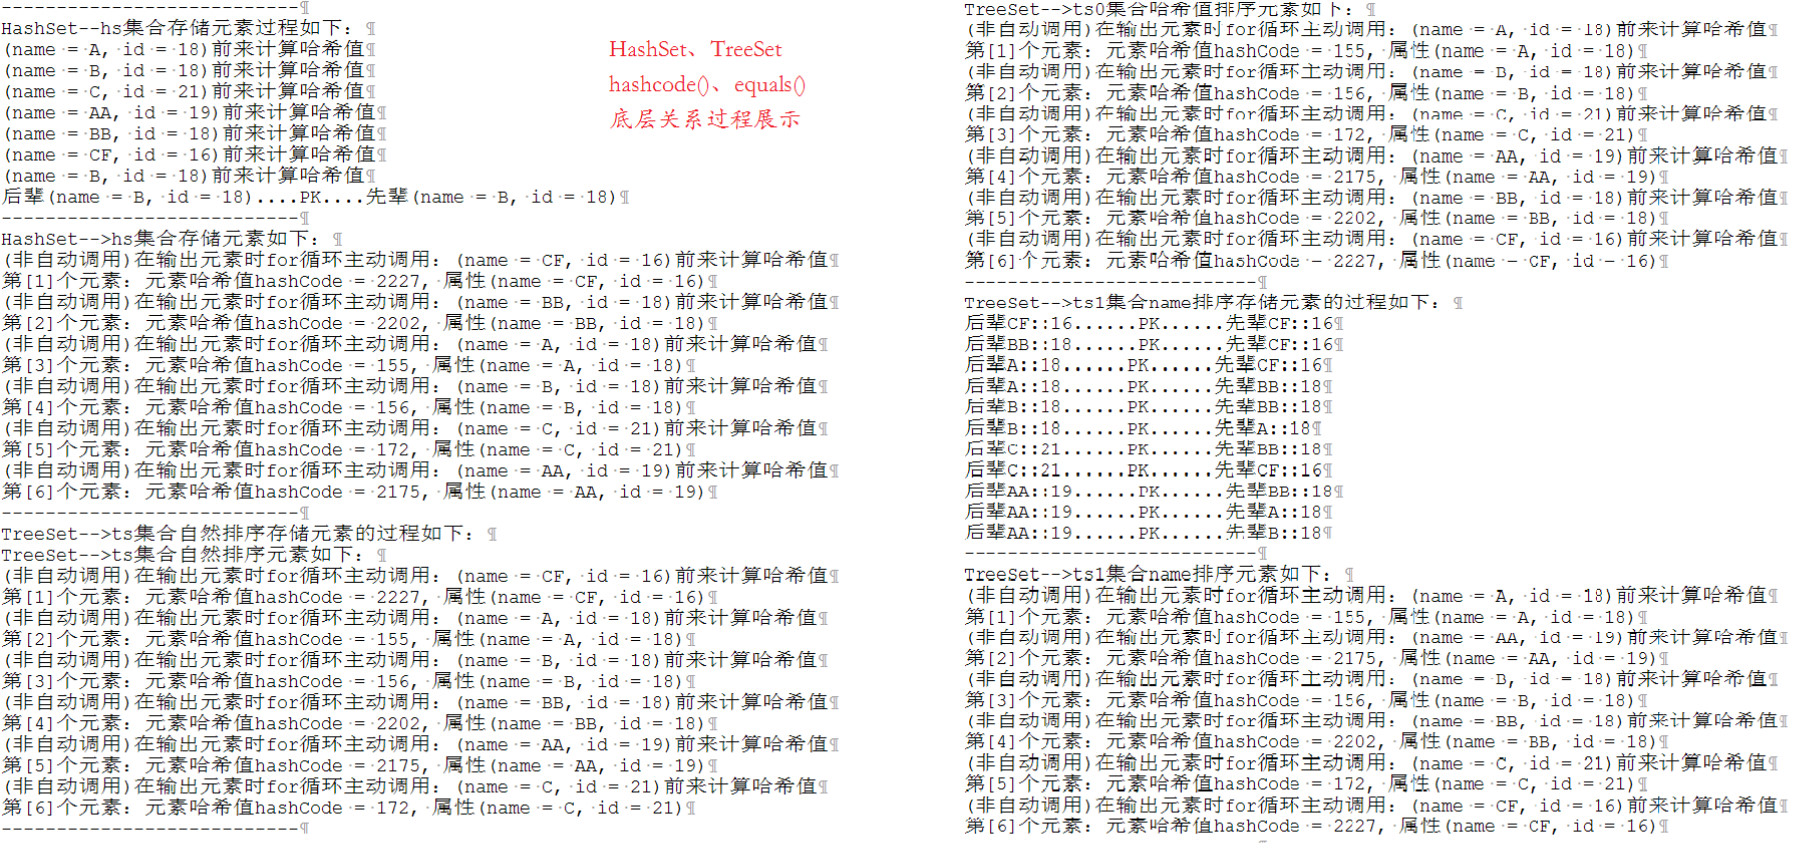 ---------------------------¶
HashSet--hs集合存储元素过程如下：¶
(name = A, id = 18)前来计算哈希值¶
(name = B, id = 18)前来计算哈希值¶
(name = C, id = 21)前来计算哈希值¶
(name = AA, id = 19)前来计算哈希值¶
(name = BB, id = 18)前来计算哈希值¶
(name = CF, id = 16)前来计算哈希值¶
(name = B, id = 18)前来计算哈希值¶
后辈(name = B, id = 18)....PK....先辈(name = B, id = 18)¶
---------------------------¶
HashSet-->hs集合存储元素如下：¶
(非自动调用)在输出元素时for循环主动调用：(name = CF, id = 16)前来计算哈希值¶
第[1]个元素：元素哈希值hashCode = 2227, 属性(name = CF, id = 16)¶
(非自动调用)在输出元素时for循环主动调用：(name = BB, id = 18)前来计算哈希值¶
第[2]个元素：元素哈希值hashCode = 2202, 属性(name = BB, id = 18)¶
(非自动调用)在输出元素时for循环主动调用：(name = A, id = 18)前来计算哈希值¶
第[3]个元素：元素哈希值hashCode = 155, 属性(name = A, id = 18)¶
(非自动调用)在输出元素时for循环主动调用：(name = B, id = 18)前来计算哈希值¶
第[4]个元素：元素哈希值hashCode = 156, 属性(name = B, id = 18)¶
(非自动调用)在输出元素时for循环主动调用：(name = C, id = 21)前来计算哈希值¶
第[5]个元素：元素哈希值hashCode = 172, 属性(name = C, id = 21)¶
(非自动调用)在输出元素时for循环主动调用：(name = AA, id = 19)前来计算哈希值¶
第[6]个元素：元素哈希值hashCode = 2175, 属性(name = AA, id = 19)¶
---------------------------¶
TreeSet-->ts集合自然排序存储元素的过程如下：¶
TreeSet-->ts集合自然排序元素如下：¶
(非自动调用)在输出元素时for循环主动调用：(name = CF, id = 16)前来计算哈希值¶
第[1]个元素：元素哈希值hashCode = 2227, 属性(name = CF, id = 16)¶
(非自动调用)在输出元素时for循环主动调用：(name = A, id = 18)前来计算哈希值¶
第[2]个元素：元素哈希值hashCode = 155, 属性(name = A, id = 18)¶
(非自动调用)在输出元素时for循环主动调用：(name = B, id = 18)前来计算哈希值¶
第[3]个元素：元素哈希值hashCode = 156, 属性(name = B, id = 18)¶
(非自动调用)在输出元素时for循环主动调用：(name = BB, id = 18)前来计算哈希值¶
第[4]个元素：元素哈希值hashCode = 2202, 属性(name = BB, id = 18)¶
(非自动调用)在输出元素时for循环主动调用：(name = AA, id = 19)前来计算哈希值¶
第[5]个元素：元素哈希值hashCode = 2175, 属性(name = AA, id = 19)¶
(非自动调用)在输出元素时for循环主动调用：(name = C, id = 21)前来计算哈希值¶
第[6]个元素：元素哈希值hashCode = 172, 属性(name = C, id = 21)¶
---------------------------¶
HashSet、TreeSet
hashcode()、equals()
底层关系过程展示
TreeSet-->ts0集合哈希值排序元素如下：¶
(非自动调用)在输出元素时for循环主动调用：(name = A, id = 18)前来计算哈希值¶
第[1]个元素：元素哈希值hashCode = 155, 属性(name = A, id = 18)¶
(非自动调用)在输出元素时for循环主动调用：(name = B, id = 18)前来计算哈希值¶
第[2]个元素：元素哈希值hashCode = 156, 属性(name = B, id = 18)¶
(非自动调用)在输出元素时for循环主动调用：(name = C, id = 21)前来计算哈希值¶
第[3]个元素：元素哈希值hashCode = 172, 属性(name = C, id = 21)¶
(非自动调用)在输出元素时for循环主动调用：(name = AA, id = 19)前来计算哈希值¶
第[4]个元素：元素哈希值hashCode = 2175, 属性(name = AA, id = 19)¶
(非自动调用)在输出元素时for循环主动调用：(name = BB, id = 18)前来计算哈希值¶
第[5]个元素：元素哈希值hashCode = 2202, 属性(name = BB, id = 18)¶
(非自动调用)在输出元素时for循环主动调用：(name = CF, id = 16)前来计算哈希值¶
第[6]个元素：元素哈希值hashCode = 2227, 属性(name = CF, id = 16)¶
---------------------------¶
TreeSet-->ts1集合name排序存储元素的过程如下：¶
后辈CF::16......PK......先辈CF::16¶
后辈BB::18......PK......先辈CF::16¶
后辈A::18......PK......先辈CF::16¶
后辈A::18......PK......先辈BB::18¶
后辈B::18......PK......先辈BB::18¶
后辈B::18......PK......先辈A::18¶
后辈C::21......PK......先辈BB::18¶
后辈C::21......PK......先辈CF::16¶
后辈AA::19......PK......先辈BB::18¶
后辈AA::19......PK......先辈A::18¶
后辈AA::19......PK......先辈B::18¶
---------------------------¶
TreeSet-->ts1集合name排序元素如下：¶
(非自动调用)在输出元素时for循环主动调用：(name = A, id = 18)前来计算哈希值¶
第[1]个元素：元素哈希值hashCode = 155, 属性(name = A, id = 18)¶
(非自动调用)在输出元素时for循环主动调用：(name = AA, id = 19)前来计算哈希值¶
第[2]个元素：元素哈希值hashCode = 2175, 属性(name = AA, id = 19)¶
(非自动调用)在输出元素时for循环主动调用：(name = B, id = 18)前来计算哈希值¶
第[3]个元素：元素哈希值hashCode = 156, 属性(name = B, id = 18)¶
(非自动调用)在输出元素时for循环主动调用：(name = BB, id = 18)前来计算哈希值¶
第[4]个元素：元素哈希值hashCode = 2202, 属性(name = BB, id = 18)¶
(非自动调用)在输出元素时for循环主动调用：(name = C, id = 21)前来计算哈希值¶
第[5]个元素：元素哈希值hashCode = 172, 属性(name = C, id = 21)¶
(非自动调用)在输出元素时for循环主动调用：(name = CF, id = 16)前来计算哈希值¶
第[6]个元素：元素哈希值hashCode = 2227, 属性(name = CF, id = 16)¶